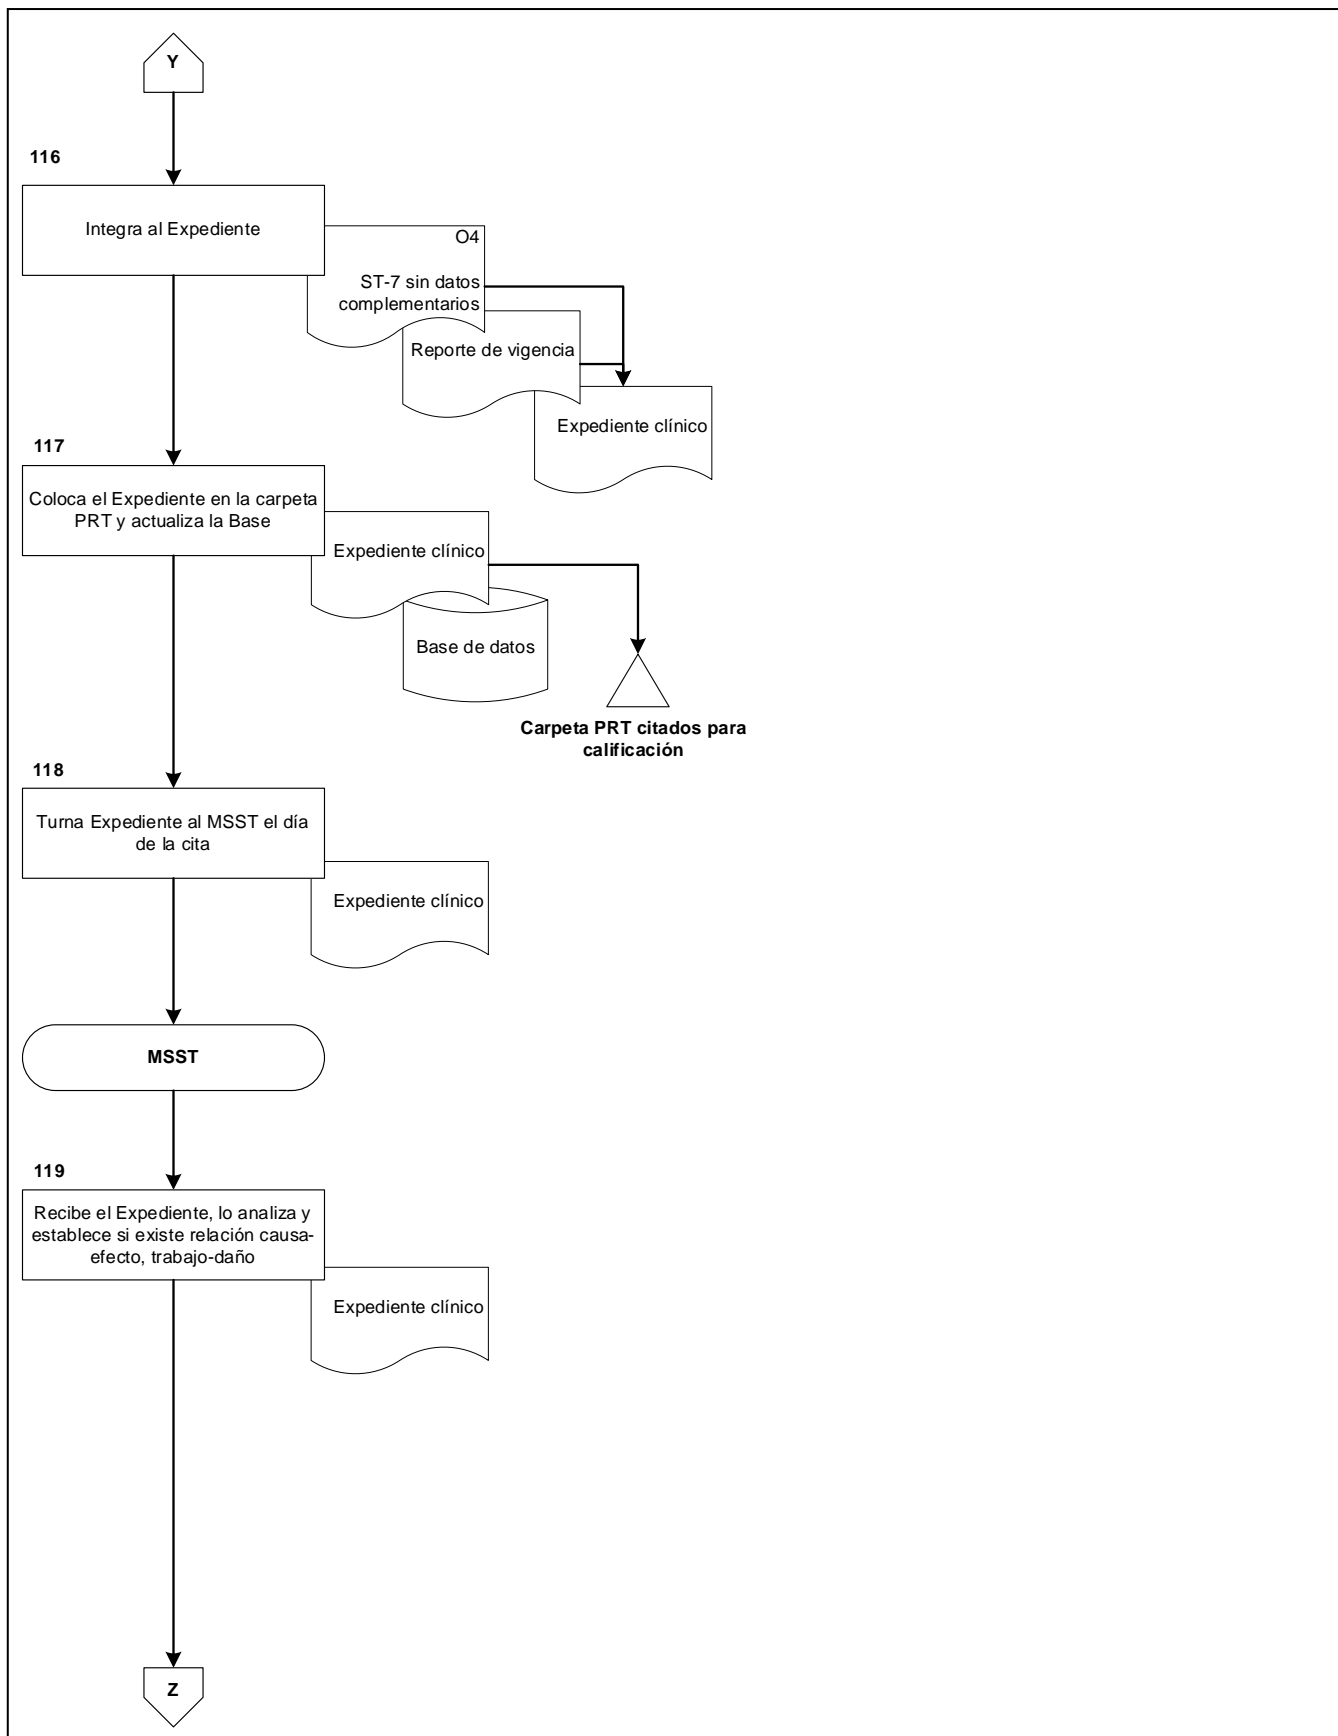 Y
116
Integra al Expediente
O4
ST-7 sin datos
complementarios
Reporte de vigencia
Expediente clínico
117
Coloca el Expediente en la carpeta
PRT y actualiza la Base
Expediente clínico
Base de datos
Carpeta PRT citados para
calificación
118
Turna Expediente al MSST el día
de la cita
Expediente clínico
MSST
119
Recibe el Expediente, lo analiza y
establece si existe relación causa-
efecto, trabajo-daño
Expediente clínico
Z